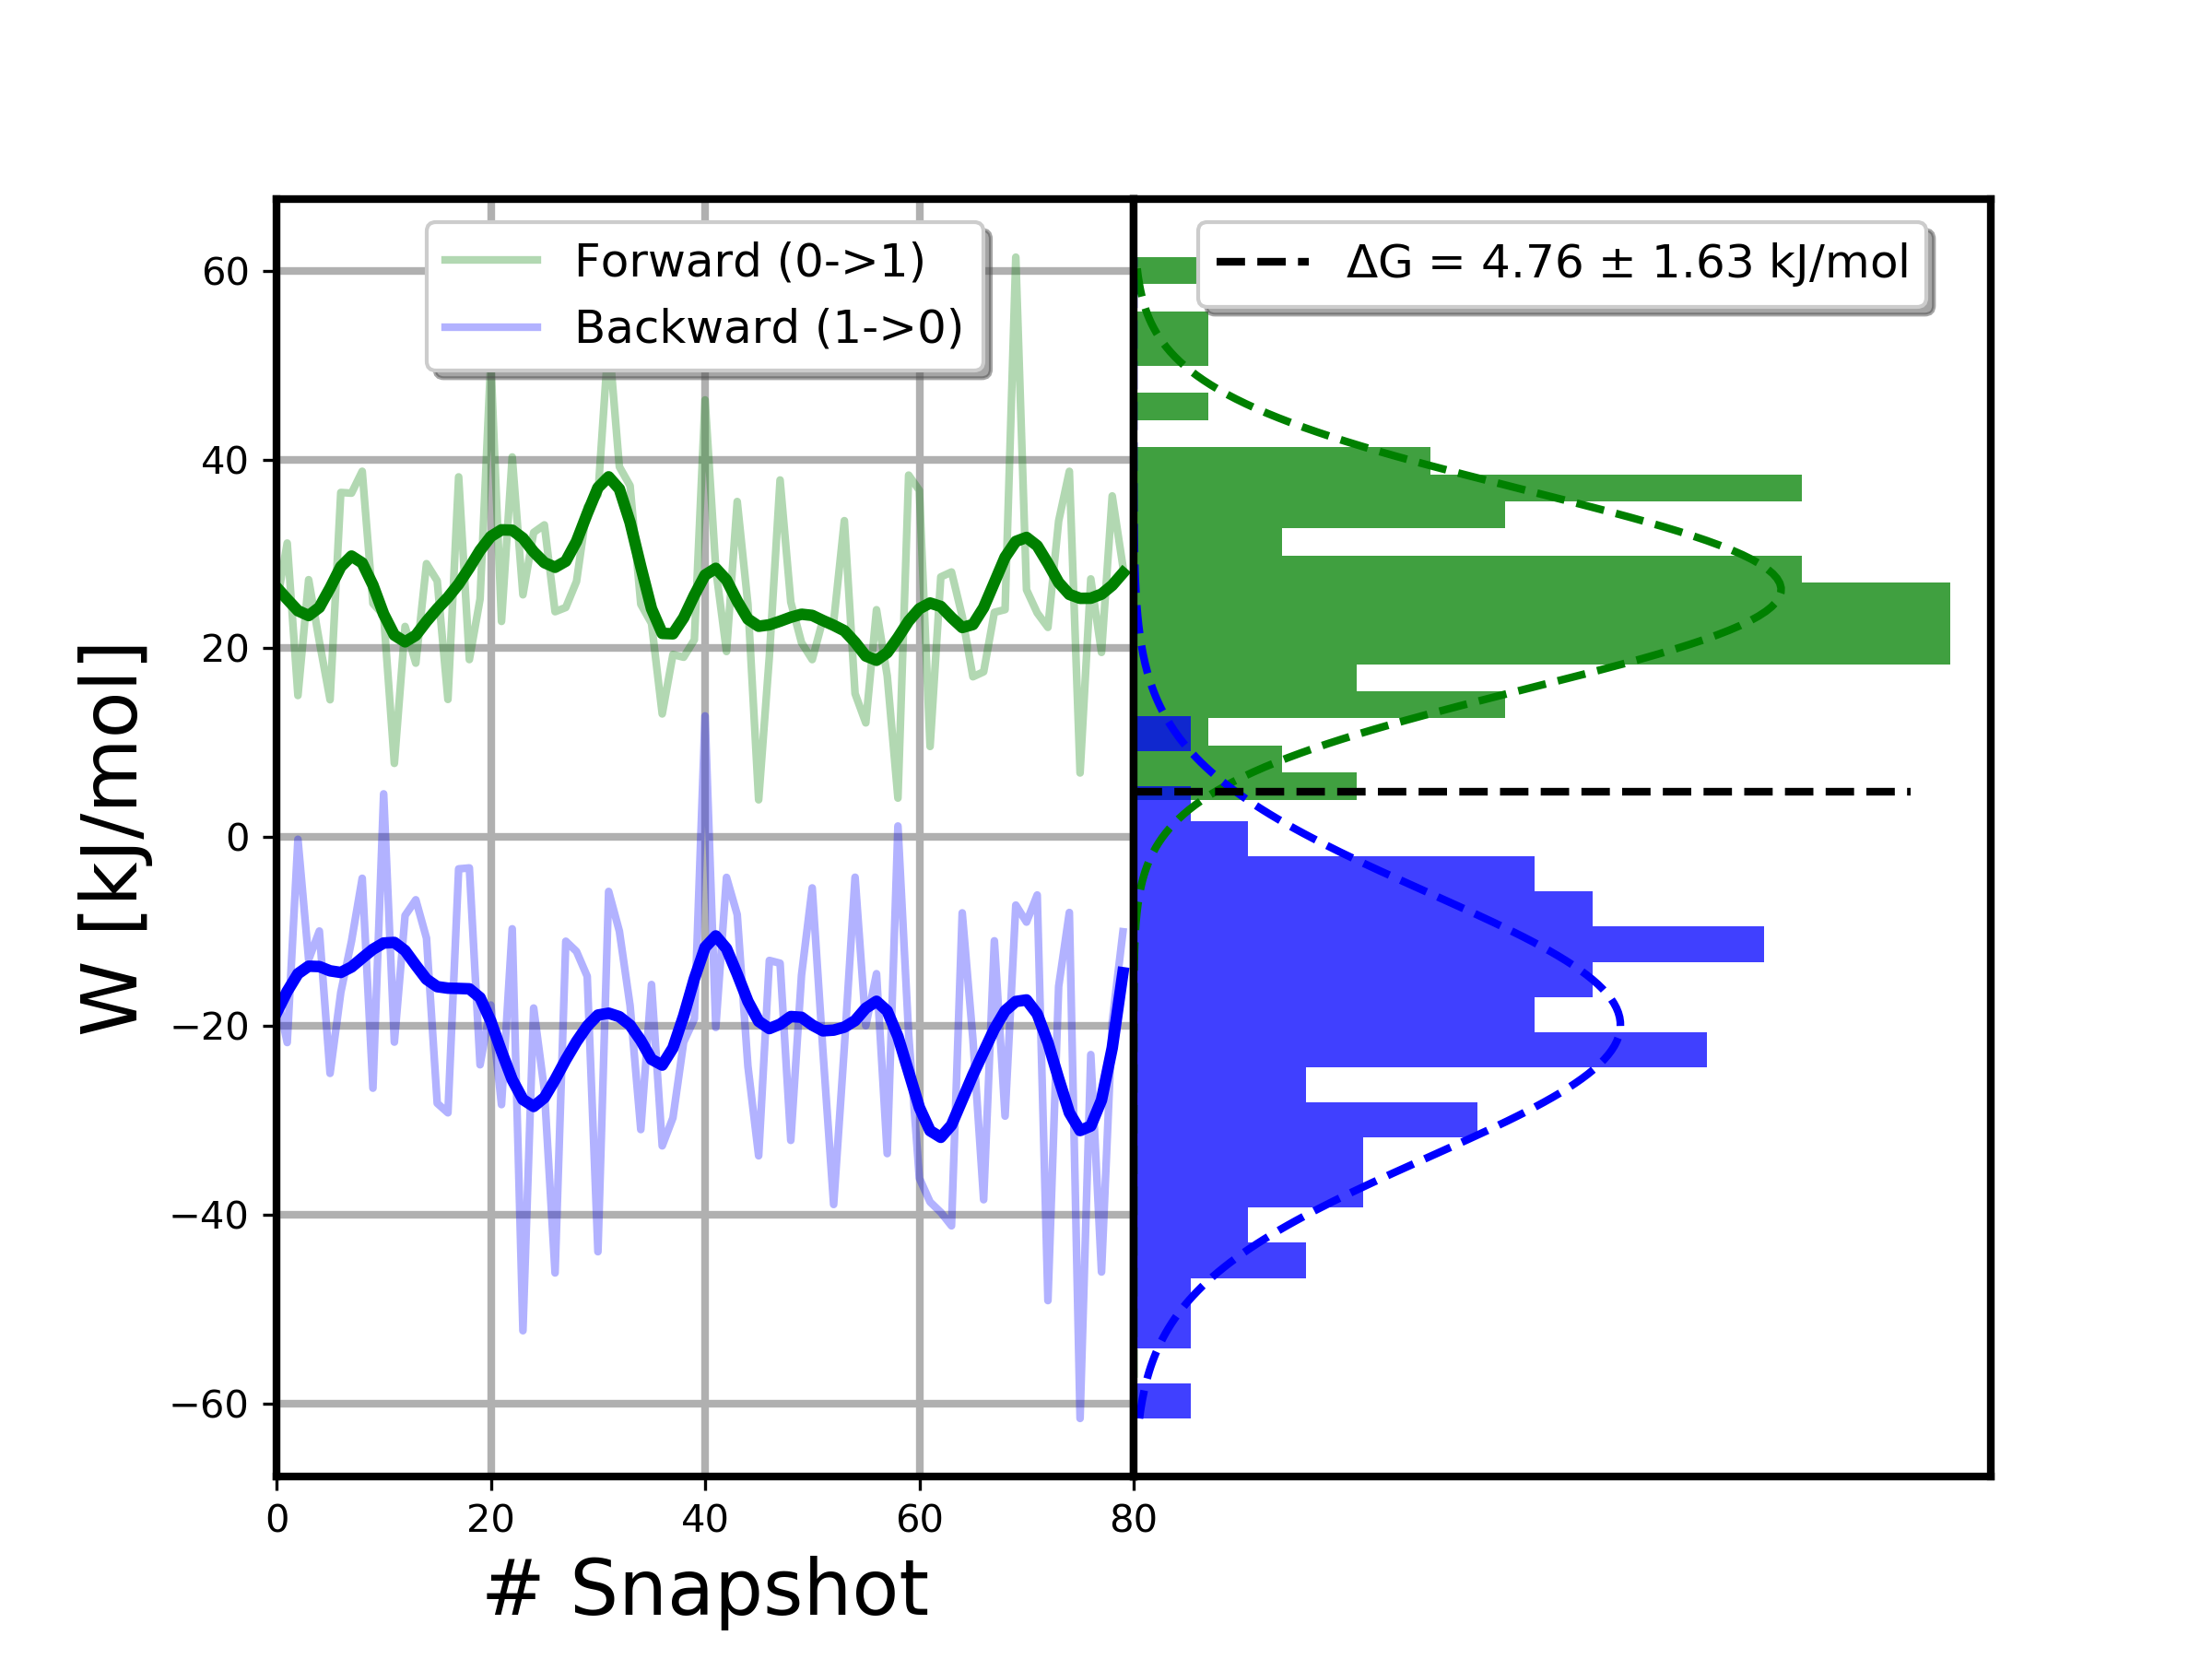 Forward (0->1)
Backward (1->0)
ΔG = 4.76 ± 1.63 kJ/mol
W [kJ/mol]
60
40
20
0
−20
−40
−60
0 20 40 60 80
# Snapshot